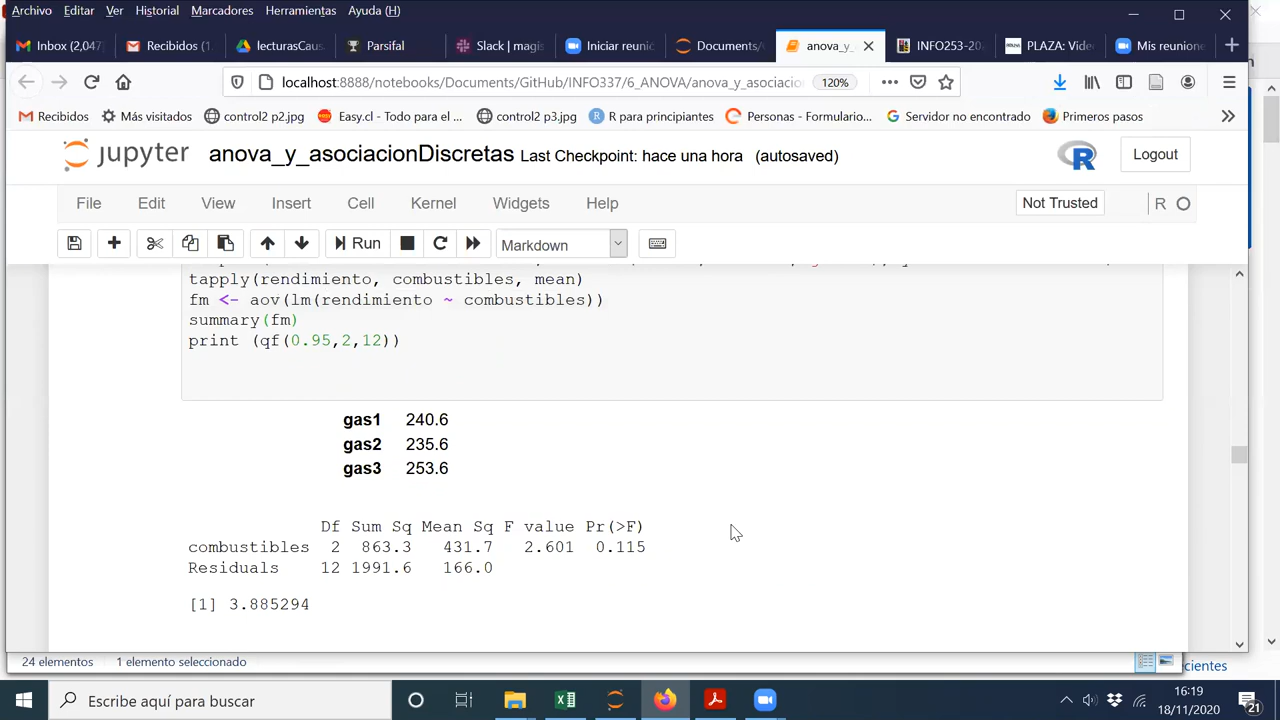 Archivo Editar Ver Historial Marcadores Herramientas Ayuda (H)
Inbox (2,047 Recibidos (1. lecturasCaus Parsifal Slack | magis Iniciar reunió Documents/ anova_y_ INFO253-20 PLAZA: Vide Mis reunione
localhost:8888/notebooks/Documents/GitHub/INFO337/6_ANOVA/anova_y_asociacion 120%
Recibidos Más visitados control2 p2.jpg Easy.cl - Todo para el ... control2 p3.jpg R para principiantes Personas - Formulario... Servidor no encontrado Primeros pasos
jupyter anova_y_asociacionDiscretas Last Checkpoint: hace una hora (autosaved) R Logout
File Edit View Insert Cell Kernel Widgets Help Not Trusted R
Run Markdown
tapply(rendimiento, combustibles, mean)
fm <- aov(lm(rendimiento ~ combustibles))
summary(fm)
print (qf(0.95,2,12))
gas1 240.6
gas2 235.6
gas3 253.6
Df Sum Sq Mean Sq F value Pr(>F)
combustibles 2 863.3 431.7 2.601 0.115
Residuals 12 1991.6 166.0
[1] 3.885294
24 elementos 1 elemento seleccionado
ecientes
Escribe aquí para buscar
16:19
18/11/2020
21